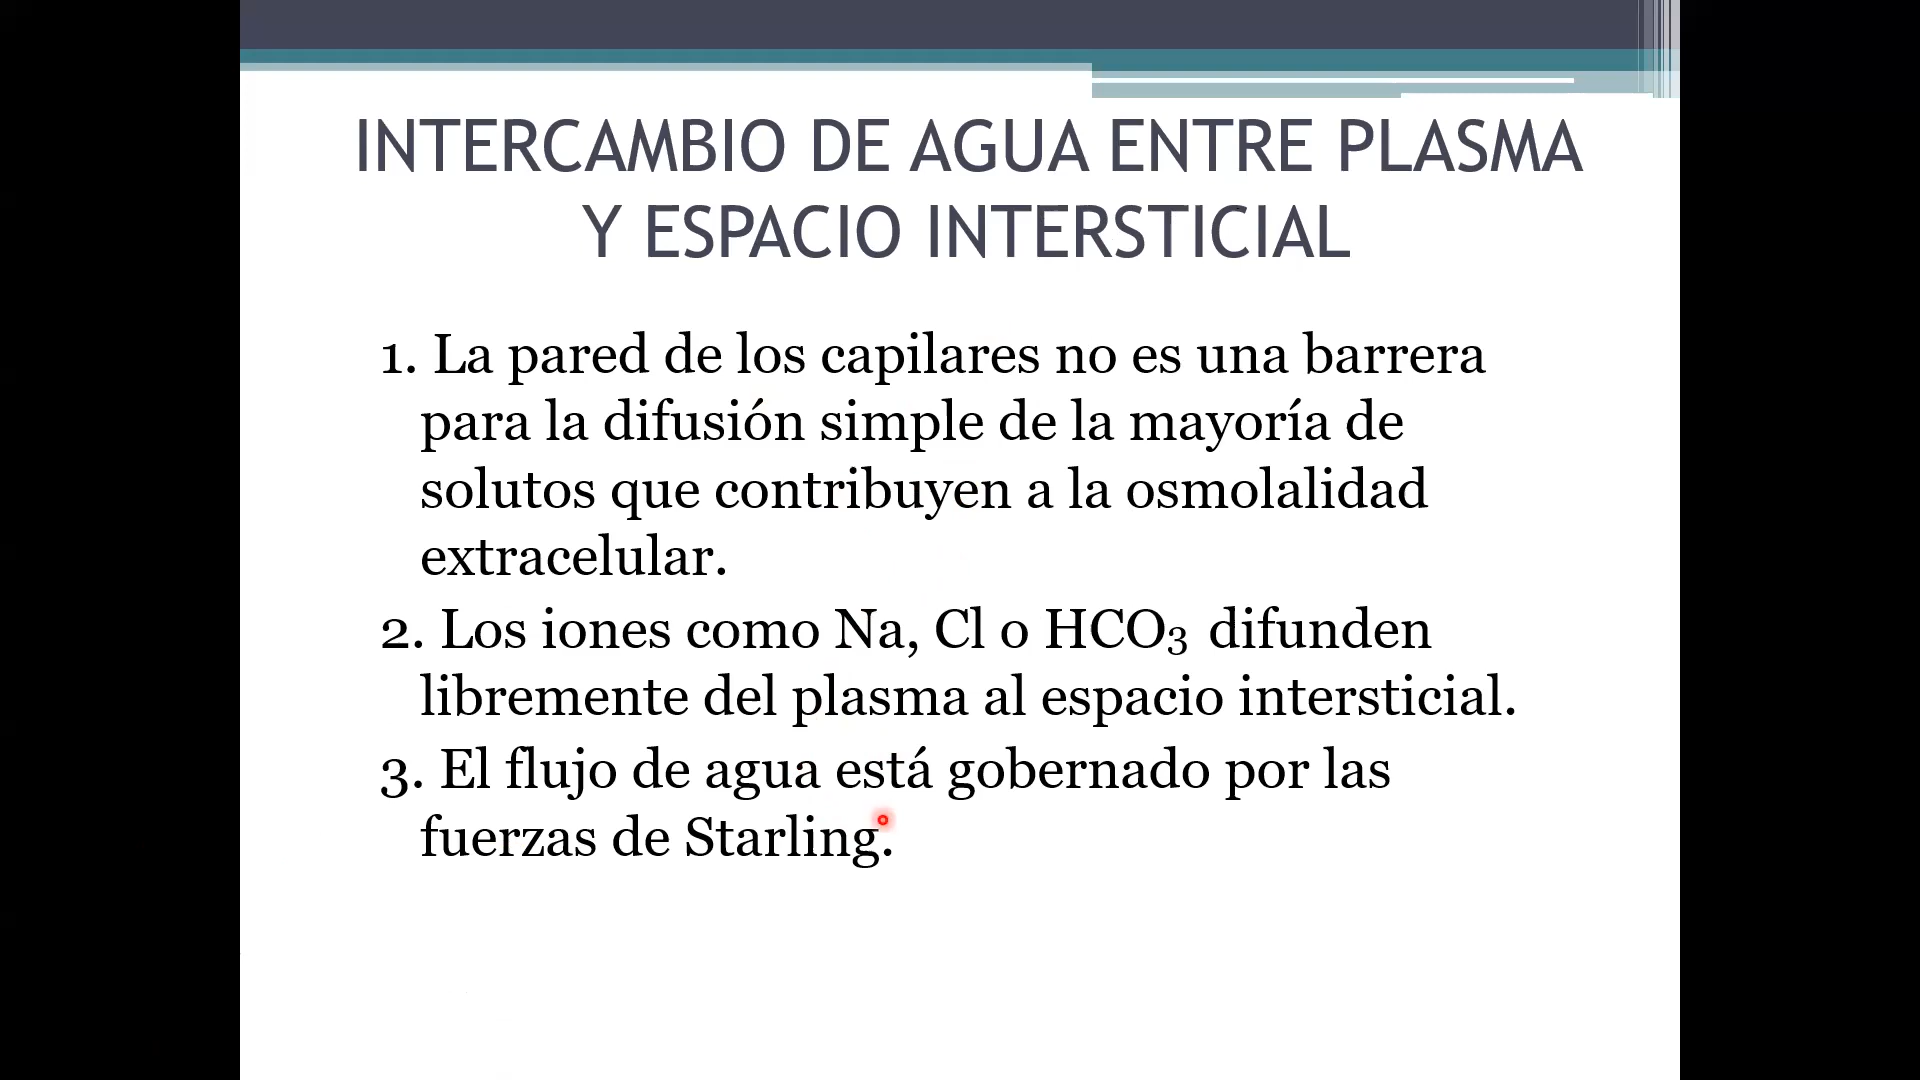 INTERCAMBIO DE AGUA ENTRE PLASMA
Y ESPACIO INTERSTICIAL
1. La pared de los capilares no es una barrera
para la difusión simple de la mayoría de
solutos que contribuyen a la osmolalidad
extracelular.
2. Los iones como Na, Cl o HCO₃ difunden
libremente del plasma al espacio intersticial.
3. El flujo de agua está gobernado por las
fuerzas de Starling.